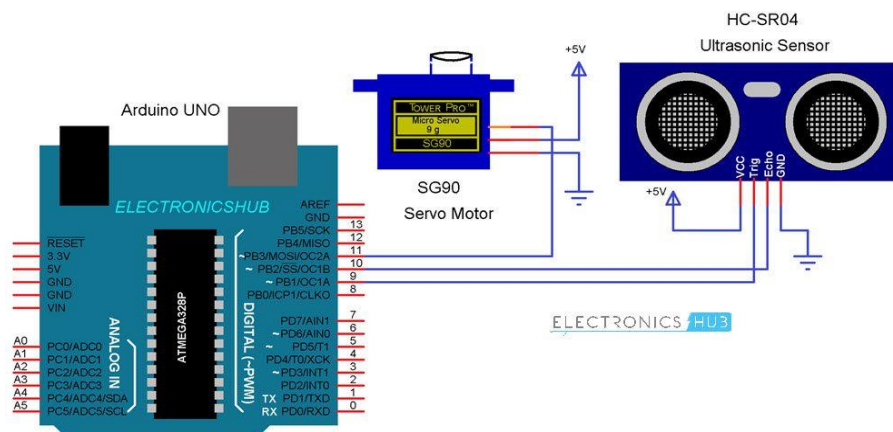 HC-SR04
Ultrasonic Sensor
+5V
Arduino UNO
TOWER PRO™
Micro Servo
9 g
SG90
SG90
Servo Motor
VCC
Trig
Echo
GND
+5V
ELECTRONICSHUB
RESET
3.3V
5V
GND
GND
VIN
A0 PC0/ADC0
A1 PC1/ADC1
A2 PC2/ADC2
A3 PC3/ADC3
A4 PC4/ADC4/SDA
A5 PC5/ADC5/SCL
ANALOG IN
ATMEGA328P
DIGITAL (~PWM)
AREF
GND
PB5/SCK 13
PB4/MISO 12
~PB3/MOSI/OC2A 11
~ PB2/SS/OC1B 10
~ PB1/OC1A 9
PB0/ICP1/CLKO 8
PD7/AIN1 7
~ PD6/AIN0 6
~ PD5/T1 5
PD4/T0/XCK 4
~ PD3/INT1 3
PD2/INT0 2
TX PD1/TXD 1
RX PD0/RXD 0
ELECTRONICS HUB